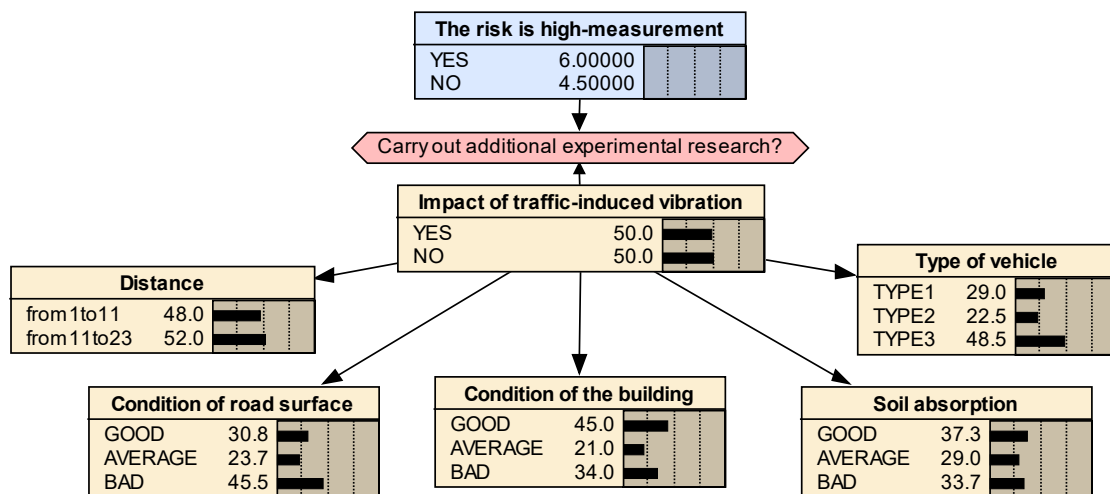 The risk is high-measurement
YES 6.00000
NO 4.50000
Carry out additional experimental research?
Impact of traffic-induced vibration
YES 50.0
NO 50.0
Distance
from1to11 48.0
from11to23 52.0
Type of vehicle
TYPE1 29.0
TYPE2 22.5
TYPE3 48.5
Condition of road surface
GOOD 30.8
AVERAGE 23.7
BAD 45.5
Condition of the building
GOOD 45.0
AVERAGE 21.0
BAD 34.0
Soil absorption
GOOD 37.3
AVERAGE 29.0
BAD 33.7